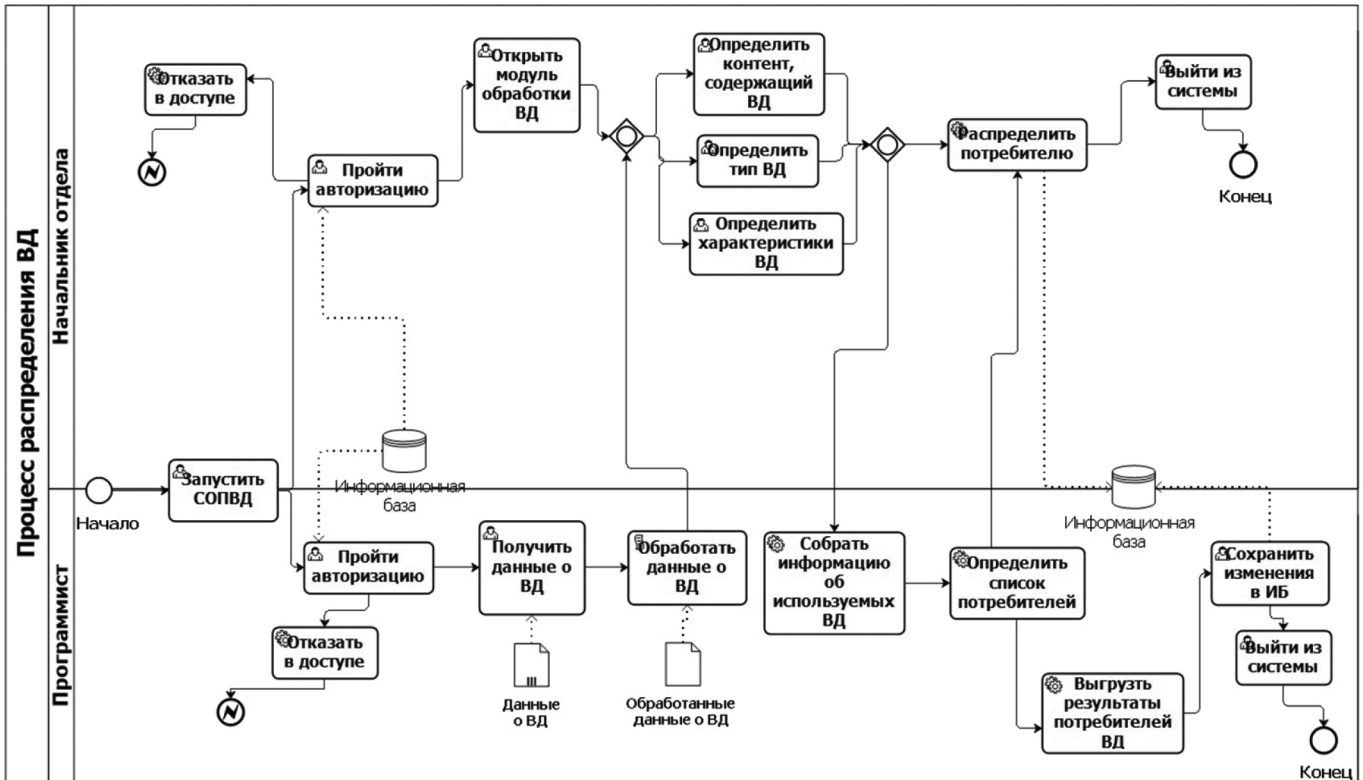 Процесс распределения ВД
Начальник отдела
Отказать
в доступе
Пройти
авторизацию
Открыть
модуль
обработки
ВД
Определить
контент,
содержащий
ВД
Определить
тип ВД
Определить
характеристики
ВД
Распределить
потребителю
Выйти из
системы
Конец
Информационная
база
Запустить
СОПВД
Начало
Информационная
база
Программист
Пройти
авторизацию
Отказать
в доступе
Получить
данные о
ВД
Данные
о ВД
Обработать
данные о
ВД
Обработанные
данные о ВД
Собрать
информацию
об
используемых
ВД
Определить
список
потребителей
Выгрузть
результаты
потребителей
ВД
Сохранить
изменения
в ИБ
Выйти из
системы
Конец